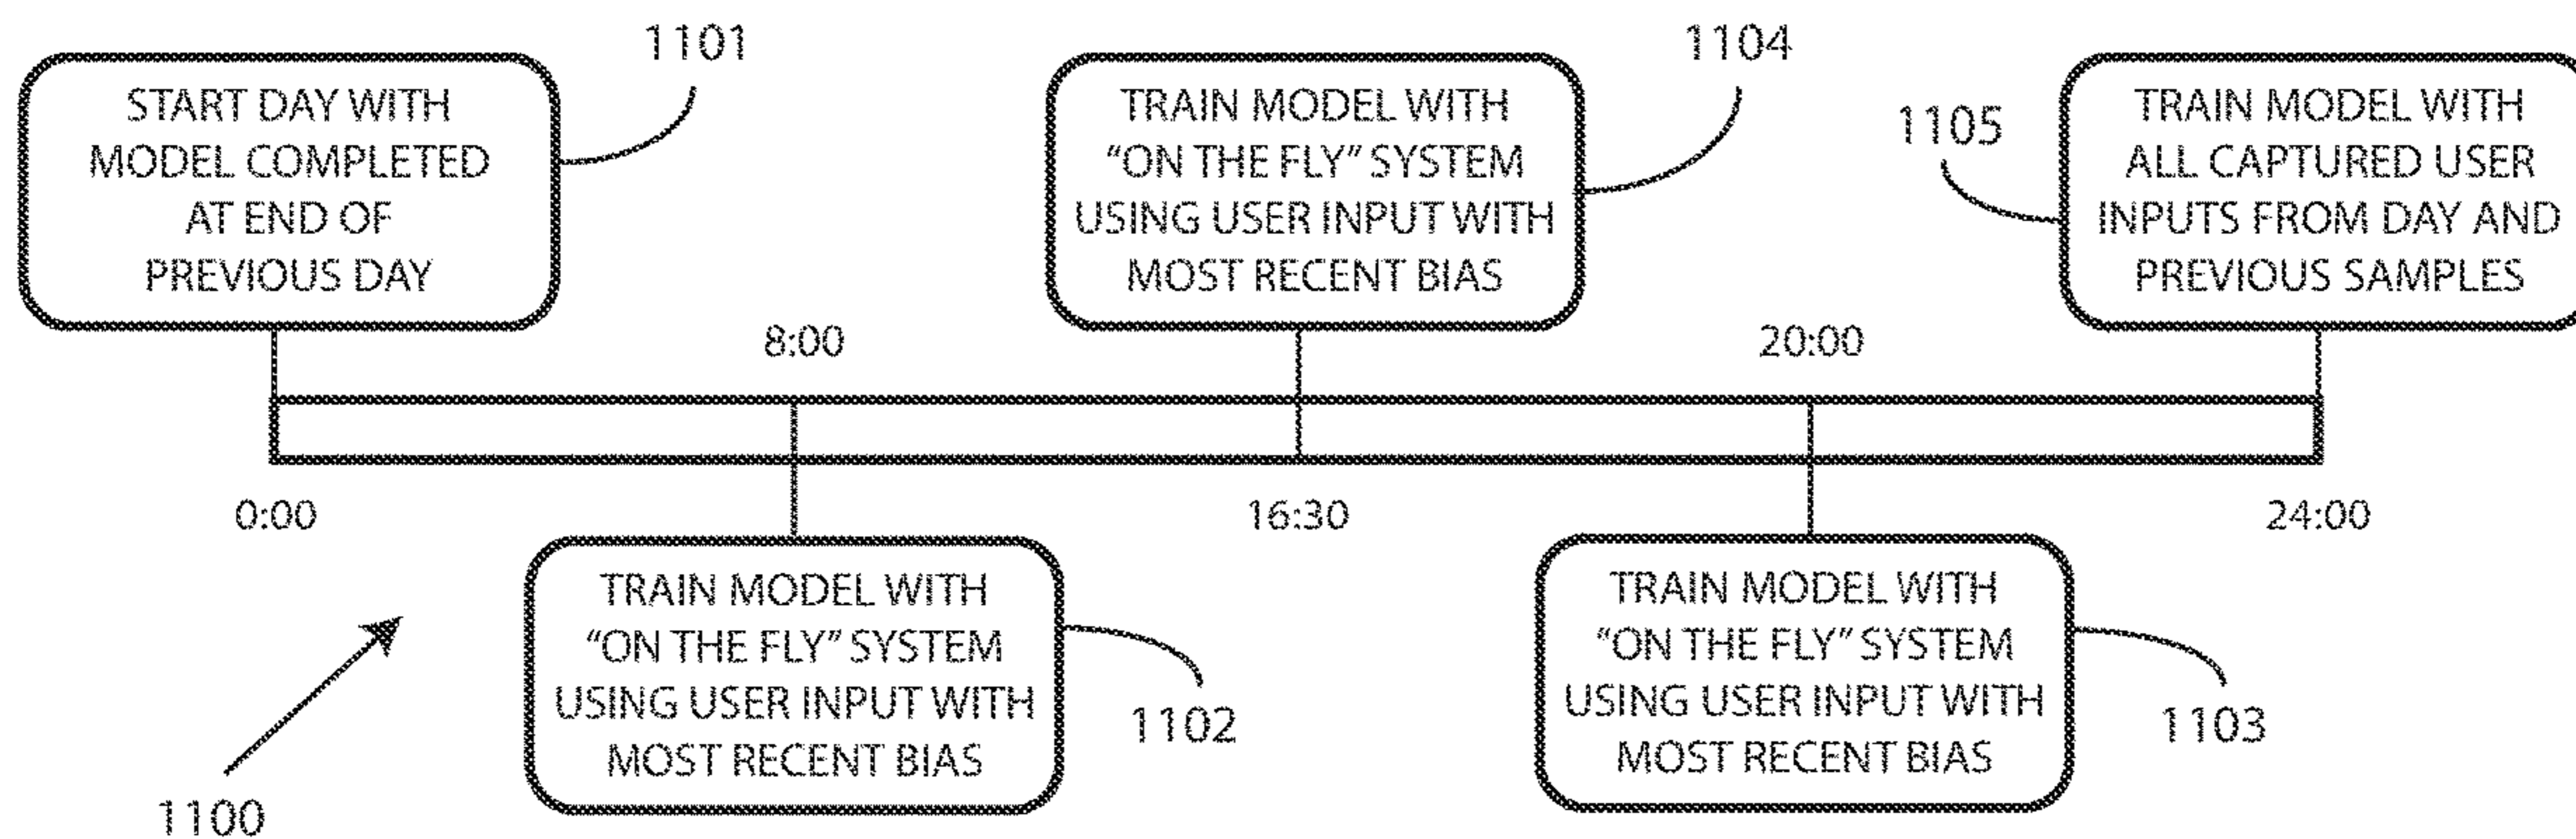 1101
START DAY WITH
MODEL COMPLETED
AT END OF
PREVIOUS DAY
1104
TRAIN MODEL WITH
“ON THE FLY” SYSTEM
USING USER INPUT WITH
MOST RECENT BIAS
1105
TRAIN MODEL WITH
ALL CAPTURED USER
INPUTS FROM DAY AND
PREVIOUS SAMPLES
8:00
20:00
0:00
16:30
24:00
TRAIN MODEL WITH
“ON THE FLY” SYSTEM
USING USER INPUT WITH
MOST RECENT BIAS
1102
TRAIN MODEL WITH
“ON THE FLY” SYSTEM
USING USER INPUT WITH
MOST RECENT BIAS
1103
1100